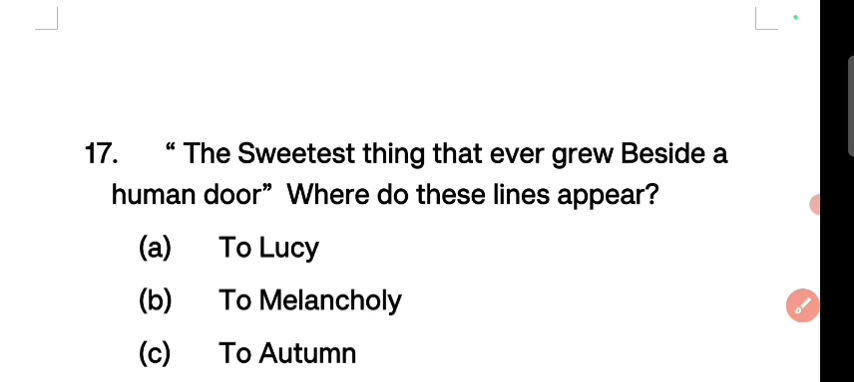 17. “ The Sweetest thing that ever grew Beside a
human door” Where do these lines appear?
(a) To Lucy
(b) To Melancholy
(c) To Autumn